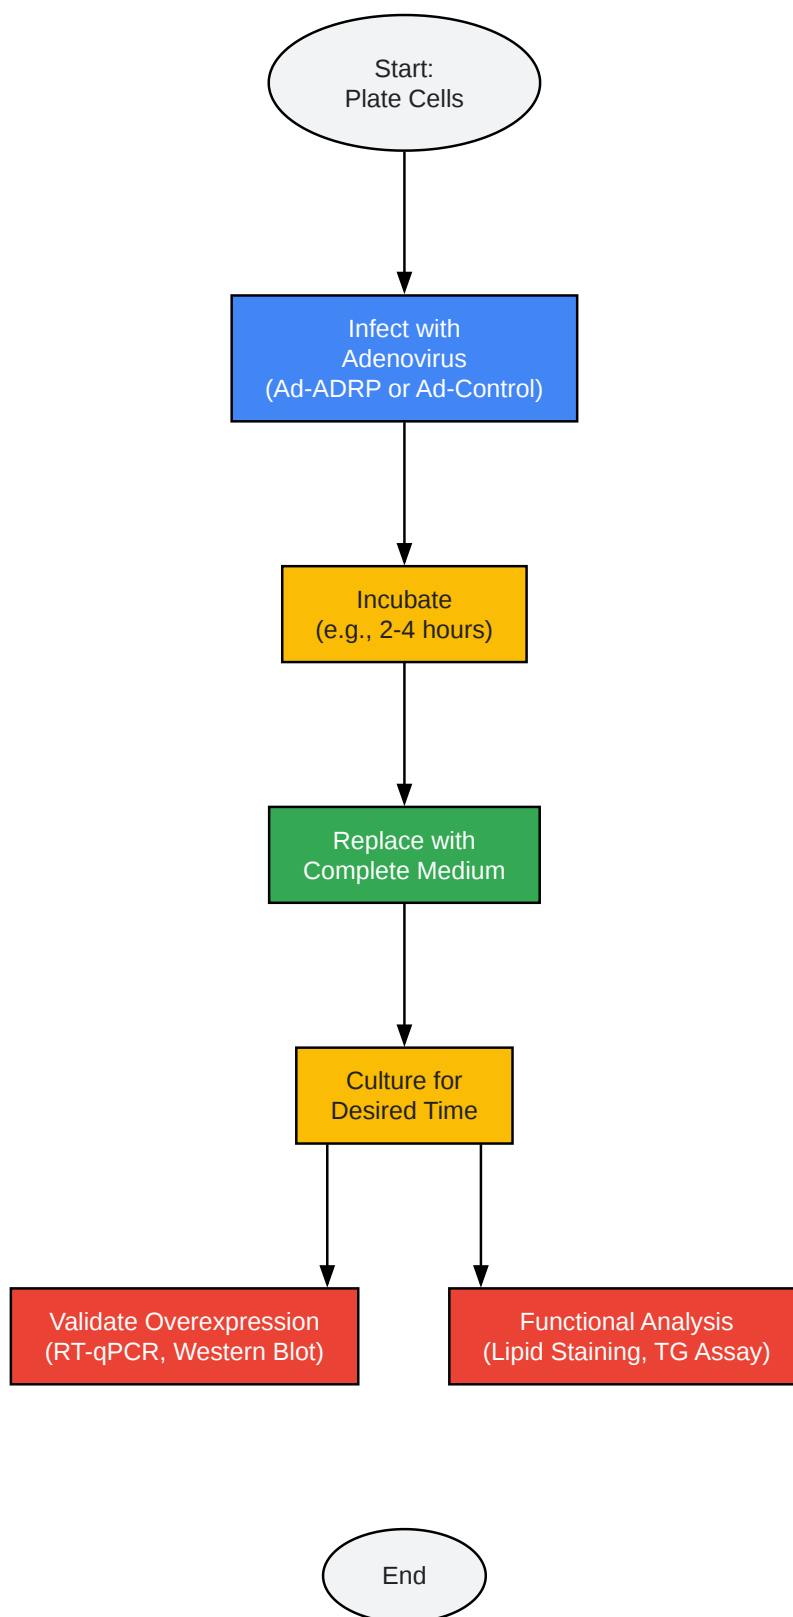 Start:
Plate Cells
Infect with
Adenovirus
(Ad-ADRP or Ad-Control)
Incubate
(e.g., 2-4 hours)
Replace with
Complete Medium
Culture for
Desired Time
Validate Overexpression
(RT-qPCR, Western Blot)
Functional Analysis
(Lipid Staining, TG Assay)
End